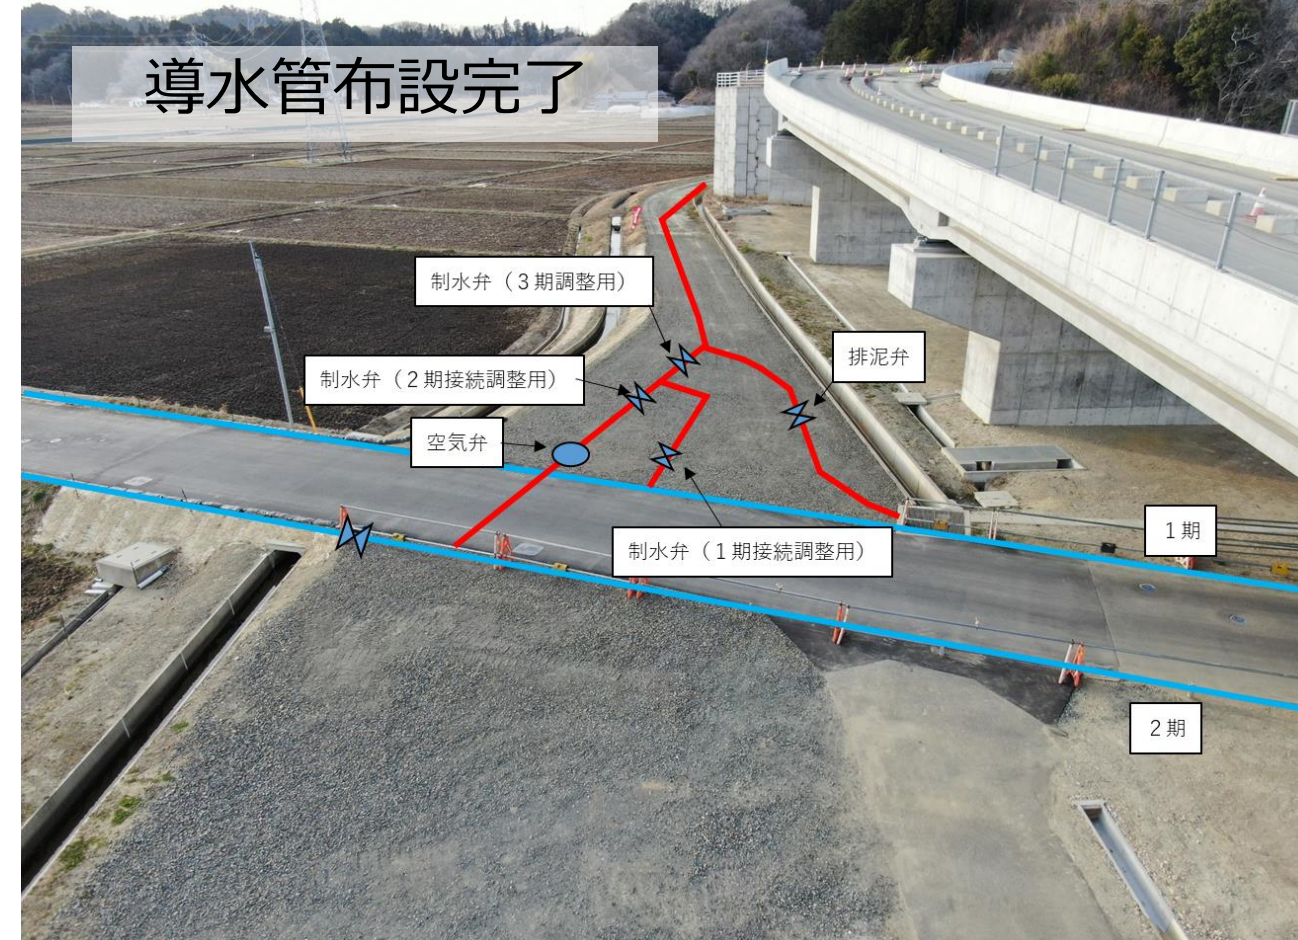 導水管布設完了
制水弁（３期調整用）
制水弁（２期接続調整用）
排泥弁
空気弁
制水弁（１期接続調整用）
１期
２期